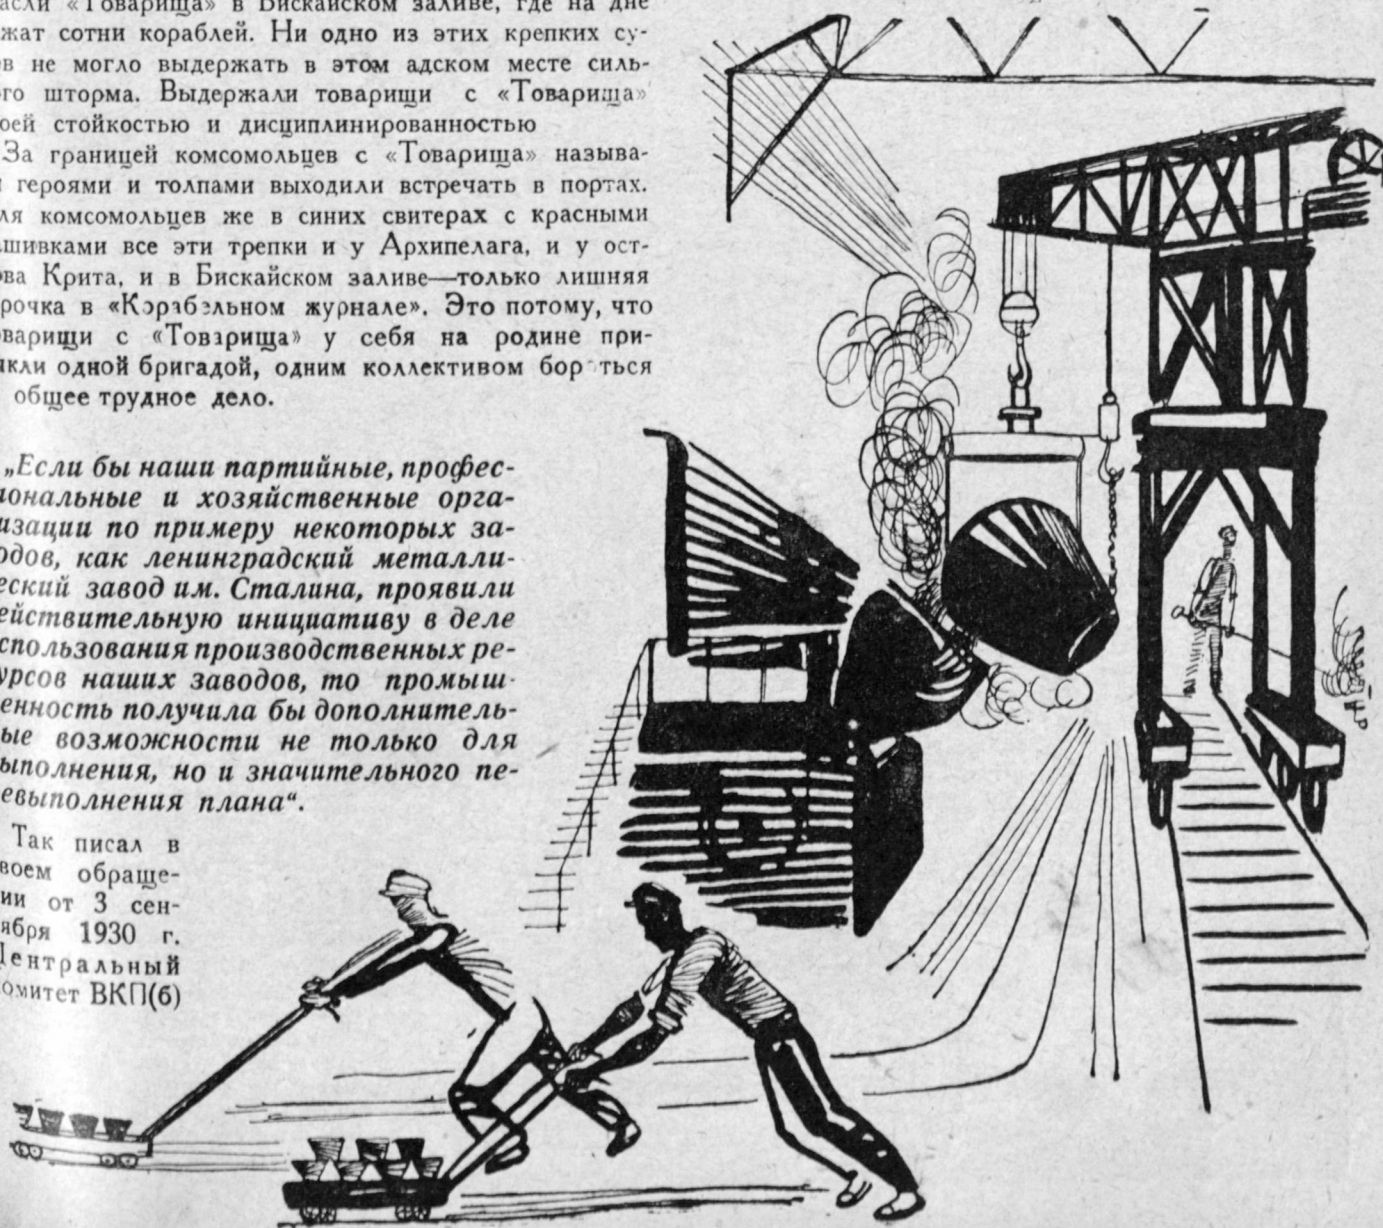 асли «Товарища» в Бискайском заливе, где на дне
жат сотни кораблей. Ни одно из этих крепких су-
в не могло выдержать в этом адском месте силь-
го шторма. Выдержали товарищи с «Товарища»
оей стойкостью и дисциплинированностью
За границей комсомольцев с «Товарища» называ-
героями и толпами выходили встречать в портах.
ля комсомольцев же в синих свитерах с красными
ашивками все эти трепки и у Архипелага, и у ост-
ва Крита, и в Бискайском заливе—только лишняя
рочка в «Корабельном журнале». Это потому, что
варищи с «Товарища» у себя на родине при-
кли одной бригадой, одним коллективом бороться
общее трудное дело.
„Если бы наши партийные, профес-
иональные и хозяйственные орга-
изации по примеру некоторых за-
одов, как ленинградский металли-
еский завод им. Сталина, проявили
ействительную инициативу в деле
спользования производственных ре-
урсов наших заводов, то промыш-
енность получила бы дополнитель-
ые возможности не только для
ыполнения, но и значительного пе-
евыполнения плана“.
Так писал в
воем обраще-
ии от 3 сен-
ября 1930 г.
Центральный
омитет ВКП(б)